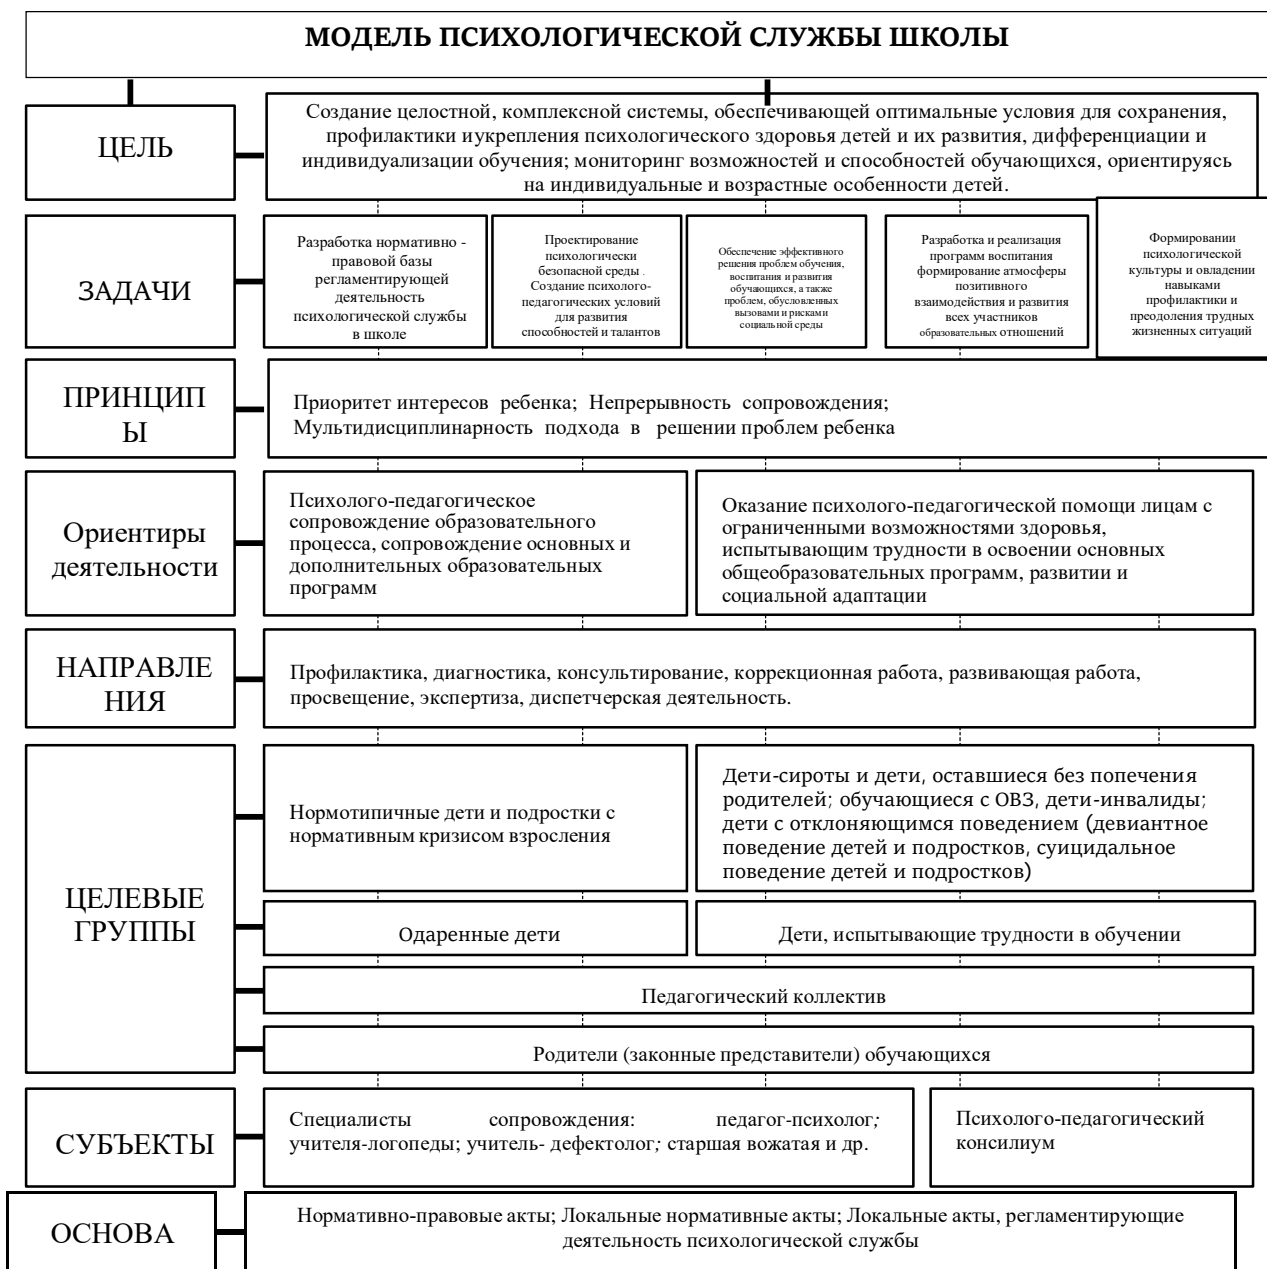 МОДЕЛЬ ПСИХОЛОГИЧЕСКОЙ СЛУЖБЫ ШКОЛЫ
ЦЕЛЬ
Создание целостной, комплексной системы, обеспечивающей оптимальные условия для сохранения,
профилактики иукрепления психологического здоровья детей и их развития, дифференциации и
индивидуализации обучения; мониторинг возможностей и способностей обучающихся, ориентируясь
на индивидуальные и возрастные особенности детей.
ЗАДАЧИ
Разработка нормативно -
правовой базы
регламентирующей
деятельность
психологической службы
в школе
Проектирование
психологически
безопасной среды .
Создание психолого-
педагогических условий
для развития
способностей и талантов
Обеспечение эффективного
решения проблем обучения,
воспитания и развития
обучающихся, а также
проблем, обусловленных
вызовами и рисками
социальной среды
Разработка и реализация
программ воспитания
формирование атмосферы
позитивного
взаимодействия и развития
всех участников
образовательных отношений
Формировании
психологической
культуры и овладении
навыками
профилактики и
преодоления трудных
жизненных ситуаций
ПРИНЦИП
Ы
Приоритет интересов ребенка; Непрерывность сопровождения;
Мультидисциплинарность подхода в решении проблем ребенка
Ориентиры
деятельности
Психолого-педагогическое
сопровождение образовательного
процесса, сопровождение основных и
дополнительных образовательных
программ
Оказание психолого-педагогической помощи лицам с
ограниченными возможностями здоровья,
испытывающим трудности в освоении основных
общеобразовательных программ, развитии и
социальной адаптации
НАПРАВЛЕ
НИЯ
Профилактика, диагностика, консультирование, коррекционная работа, развивающая работа,
просвещение, экспертиза, диспетчерская деятельность.
ЦЕЛЕВЫЕ
ГРУППЫ
Нормотипичные дети и подростки с
нормативным кризисом взросления
Дети-сироты и дети, оставшиеся без попечения
родителей; обучающиеся с ОВЗ, дети-инвалиды;
дети с отклоняющимся поведением (девиантное
поведение детей и подростков, суицидальное
поведение детей и подростков)
Одаренные дети
Дети, испытывающие трудности в обучении
Педагогический коллектив
Родители (законные представители) обучающихся
СУБЪЕКТЫ
Специалисты сопровождения: педагог-психолог;
учителя-логопеды; учитель- дефектолог; старшая вожатая и др.
Психолого-педагогический
консилиум
ОСНОВА
Нормативно-правовые акты; Локальные нормативные акты; Локальные акты, регламентирующие
деятельность психологической службы